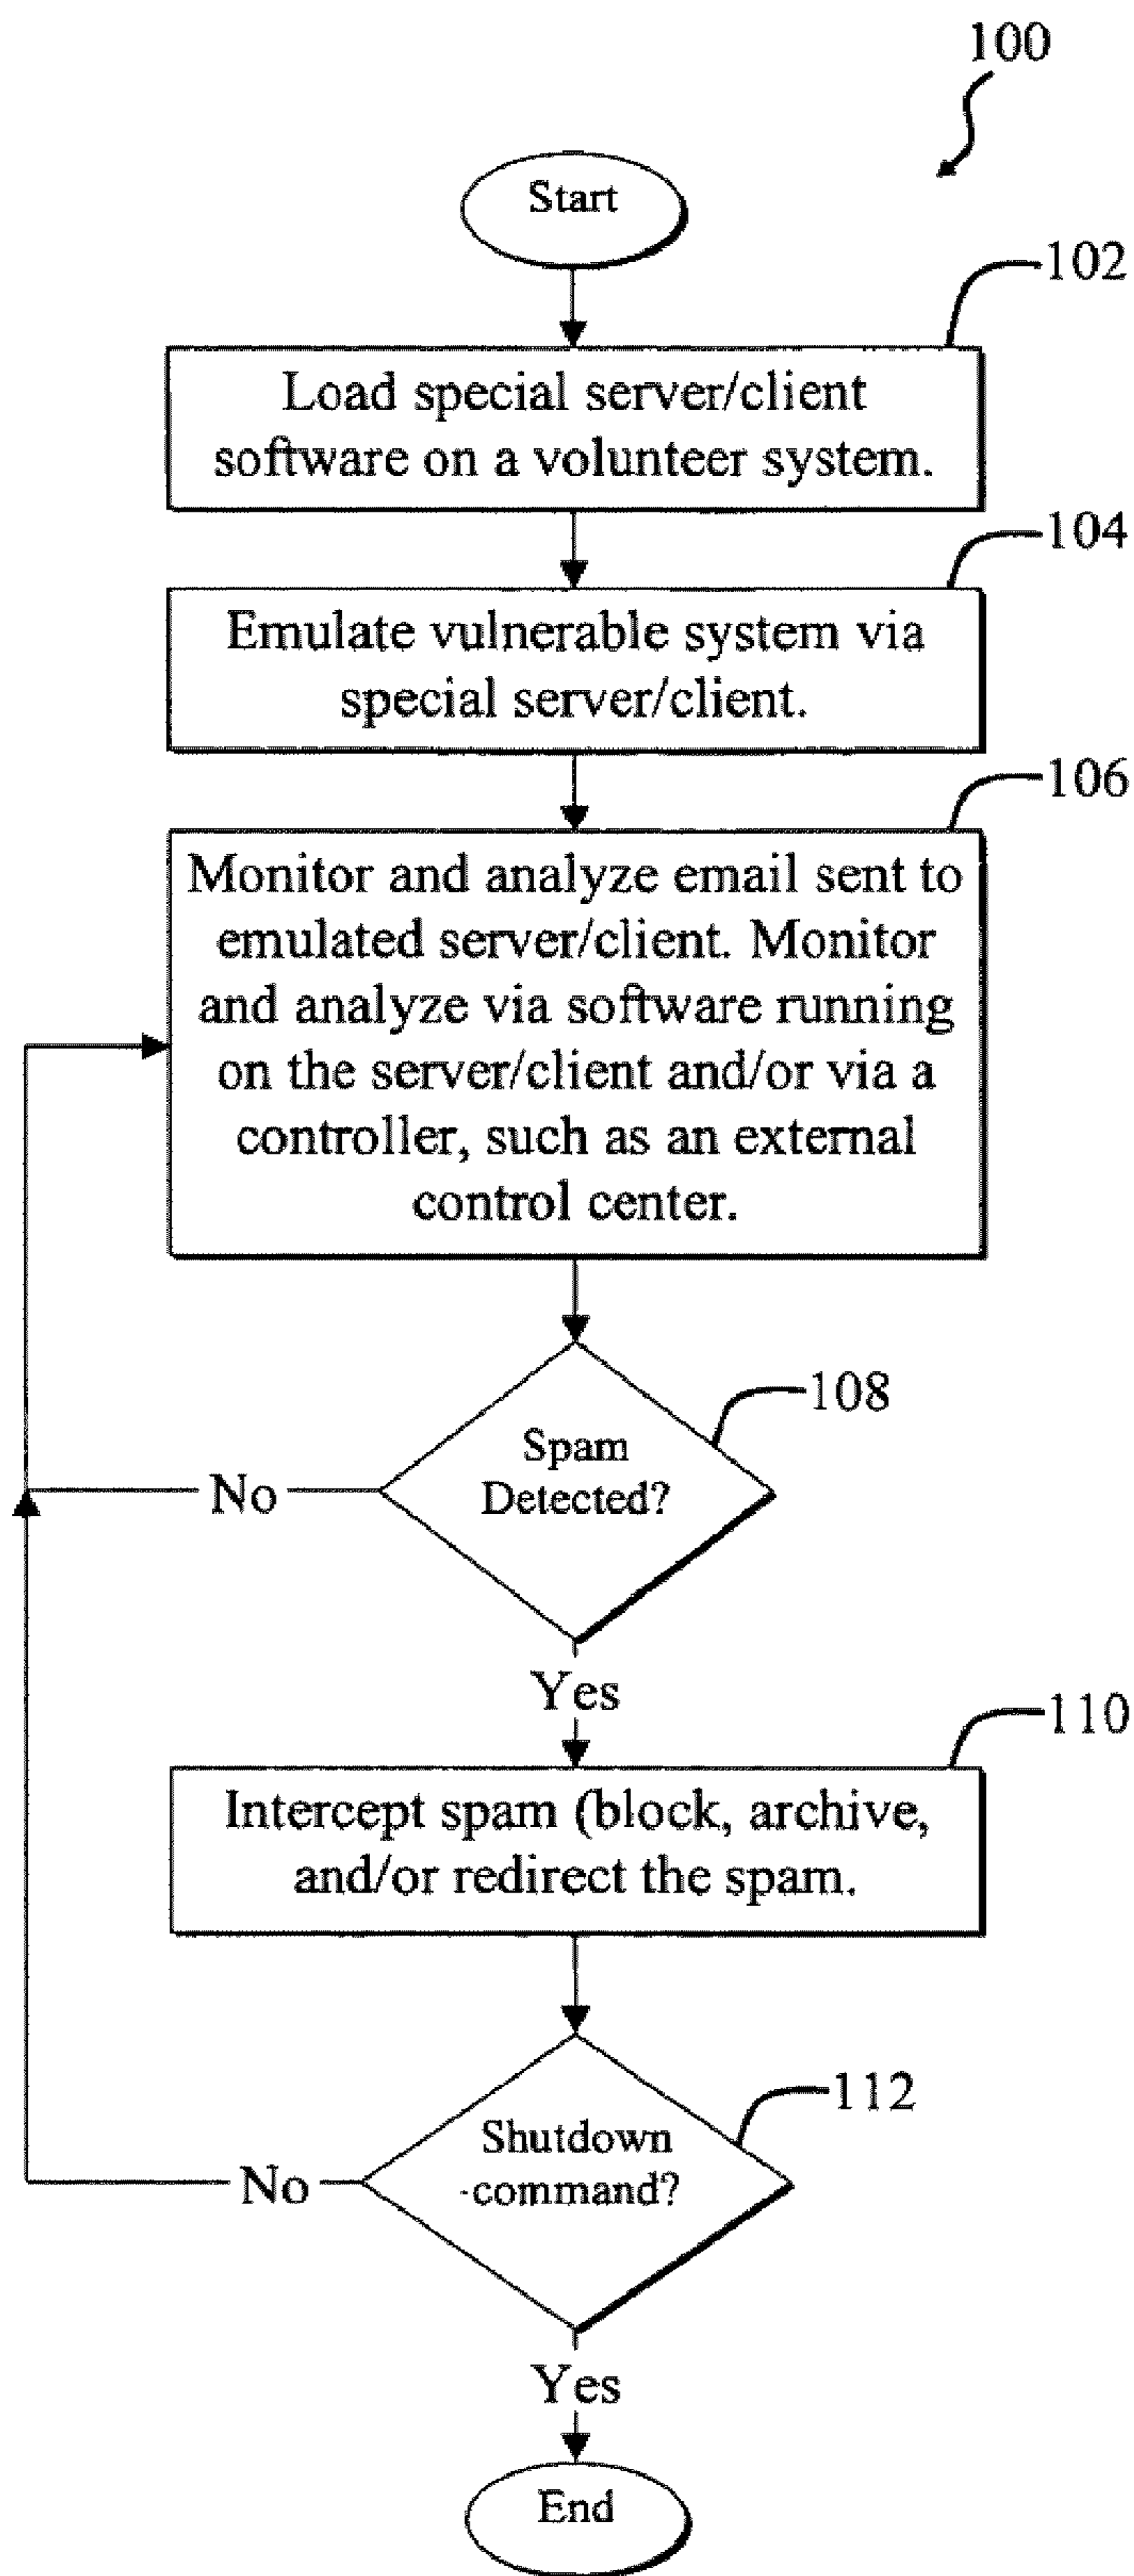 100
Start
102
Load special server/client
software on a volunteer system.
104
Emulate vulnerable system via
special server/client.
106
Monitor and analyze email sent to
emulated server/client. Monitor
and analyze via software running
on the server/client and/or via a
controller, such as an external
control center.
108
Spam
Detected?
No
Yes
110
Intercept spam (block, archive,
and/or redirect the spam.
112
Shutdown
-command?
No
Yes
End